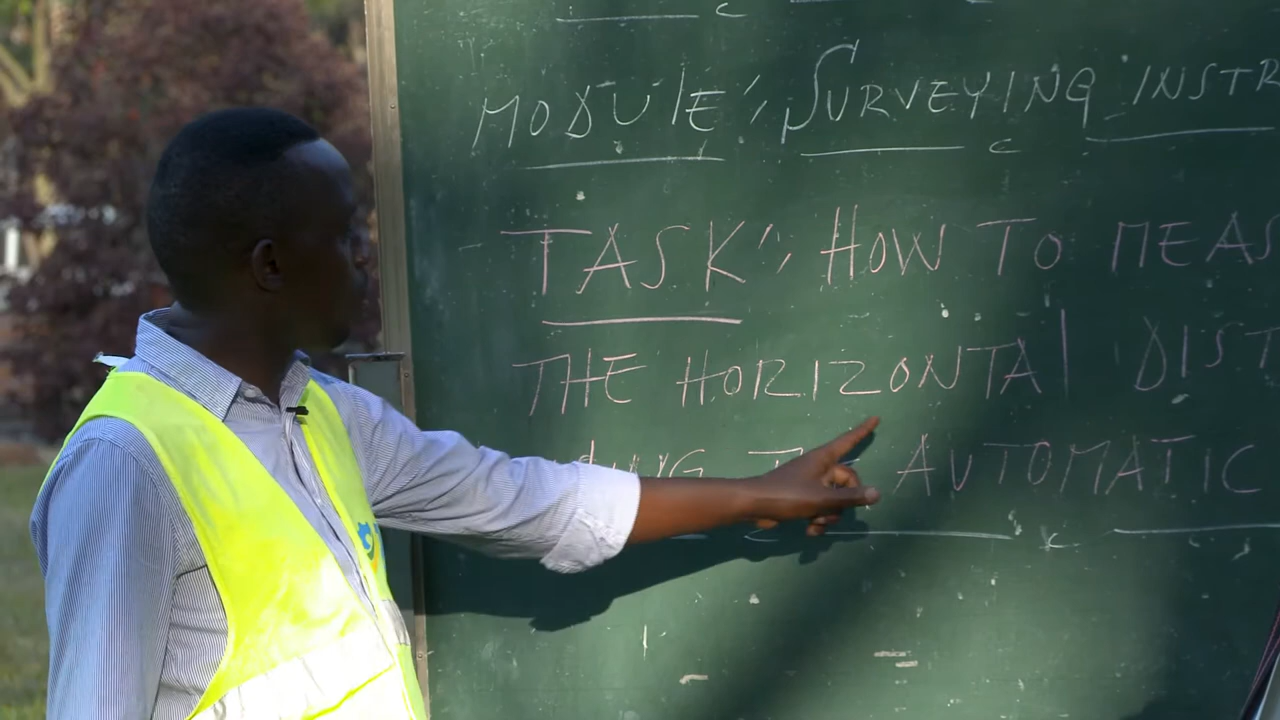 MODULE: SURVEYING INSTR
TASK: HOW TO MEAS
THE HORIZONTAL DIST
AUTOMATIC